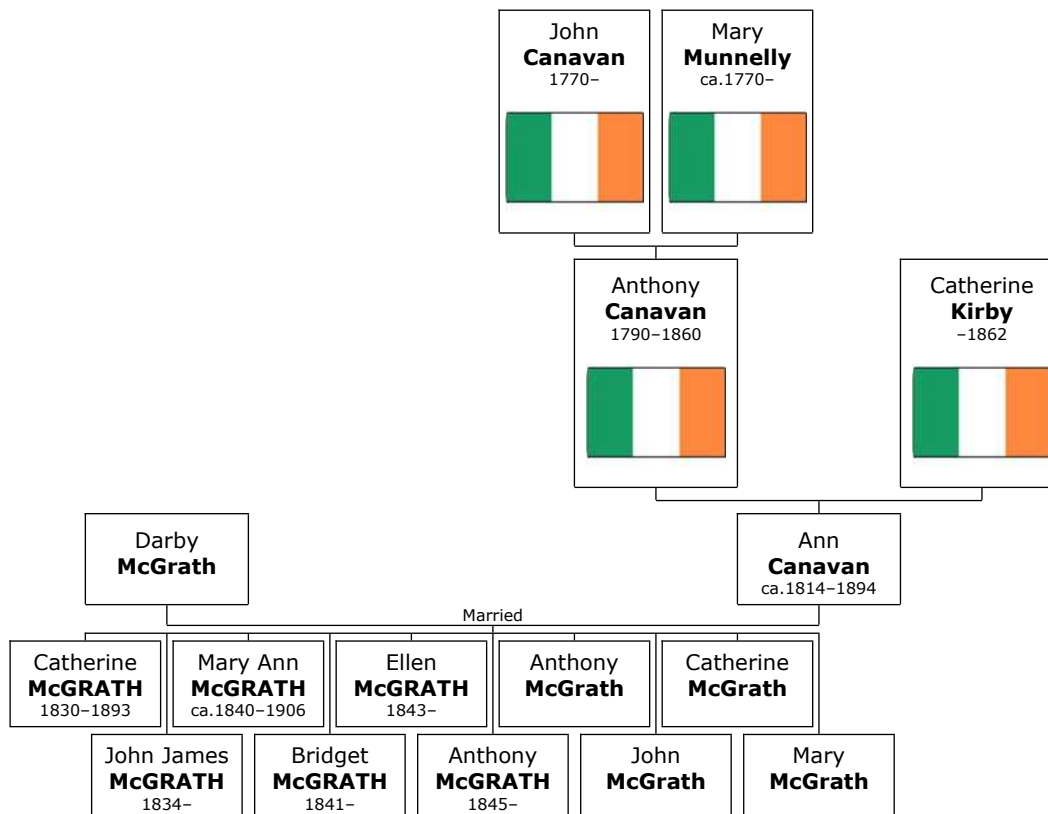 John
Canavan
1770–
Mary
Munnelly
ca.1770–
Anthony
Canavan
1790–1860
Catherine
Kirby
–1862
Darby
McGrath
Ann
Canavan
ca.1814–1894
Married
Catherine
McGRATH
1830–1893
Mary Ann
McGRATH
ca.1840–1906
Ellen
McGRATH
1843–
Anthony
McGrath
Catherine
McGrath
John James
McGRATH
1834–
Bridget
McGRATH
1841–
Anthony
McGRATH
1845–
John
McGrath
Mary
McGrath